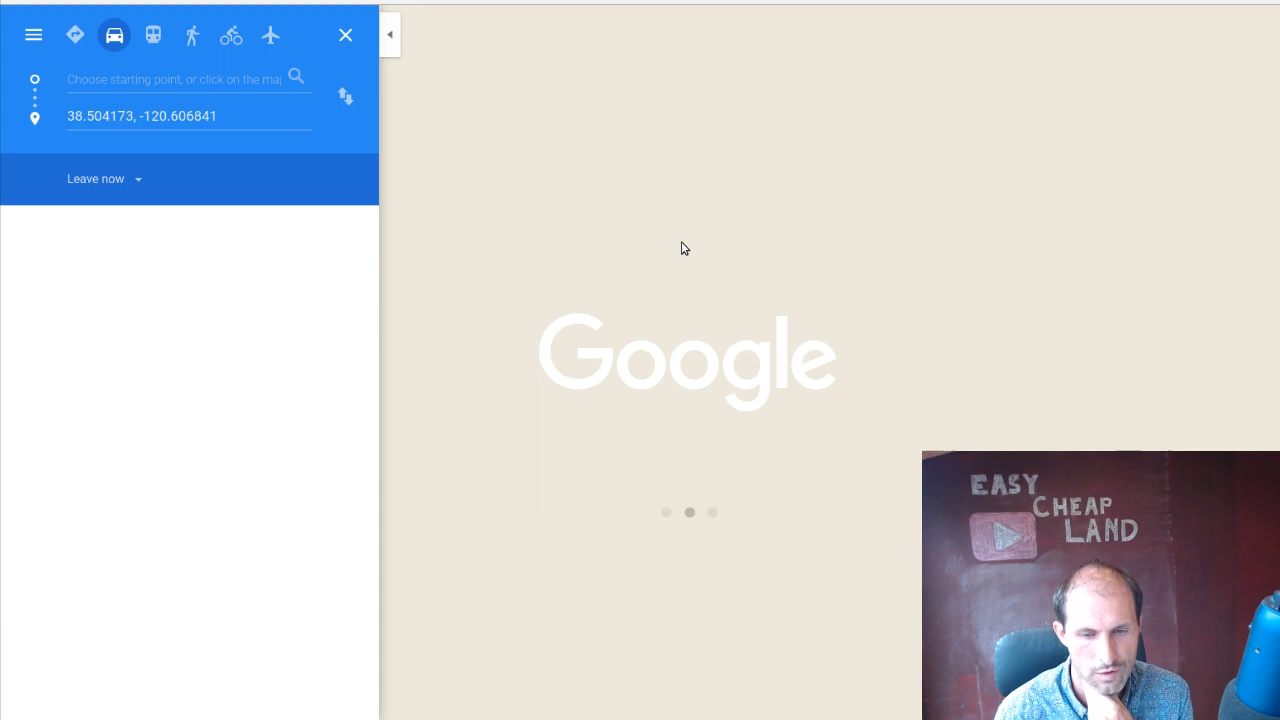 Choose starting point, or click on the map
38.504173, -120.606841
Leave now
Google
EASY
CHEAP
LAND